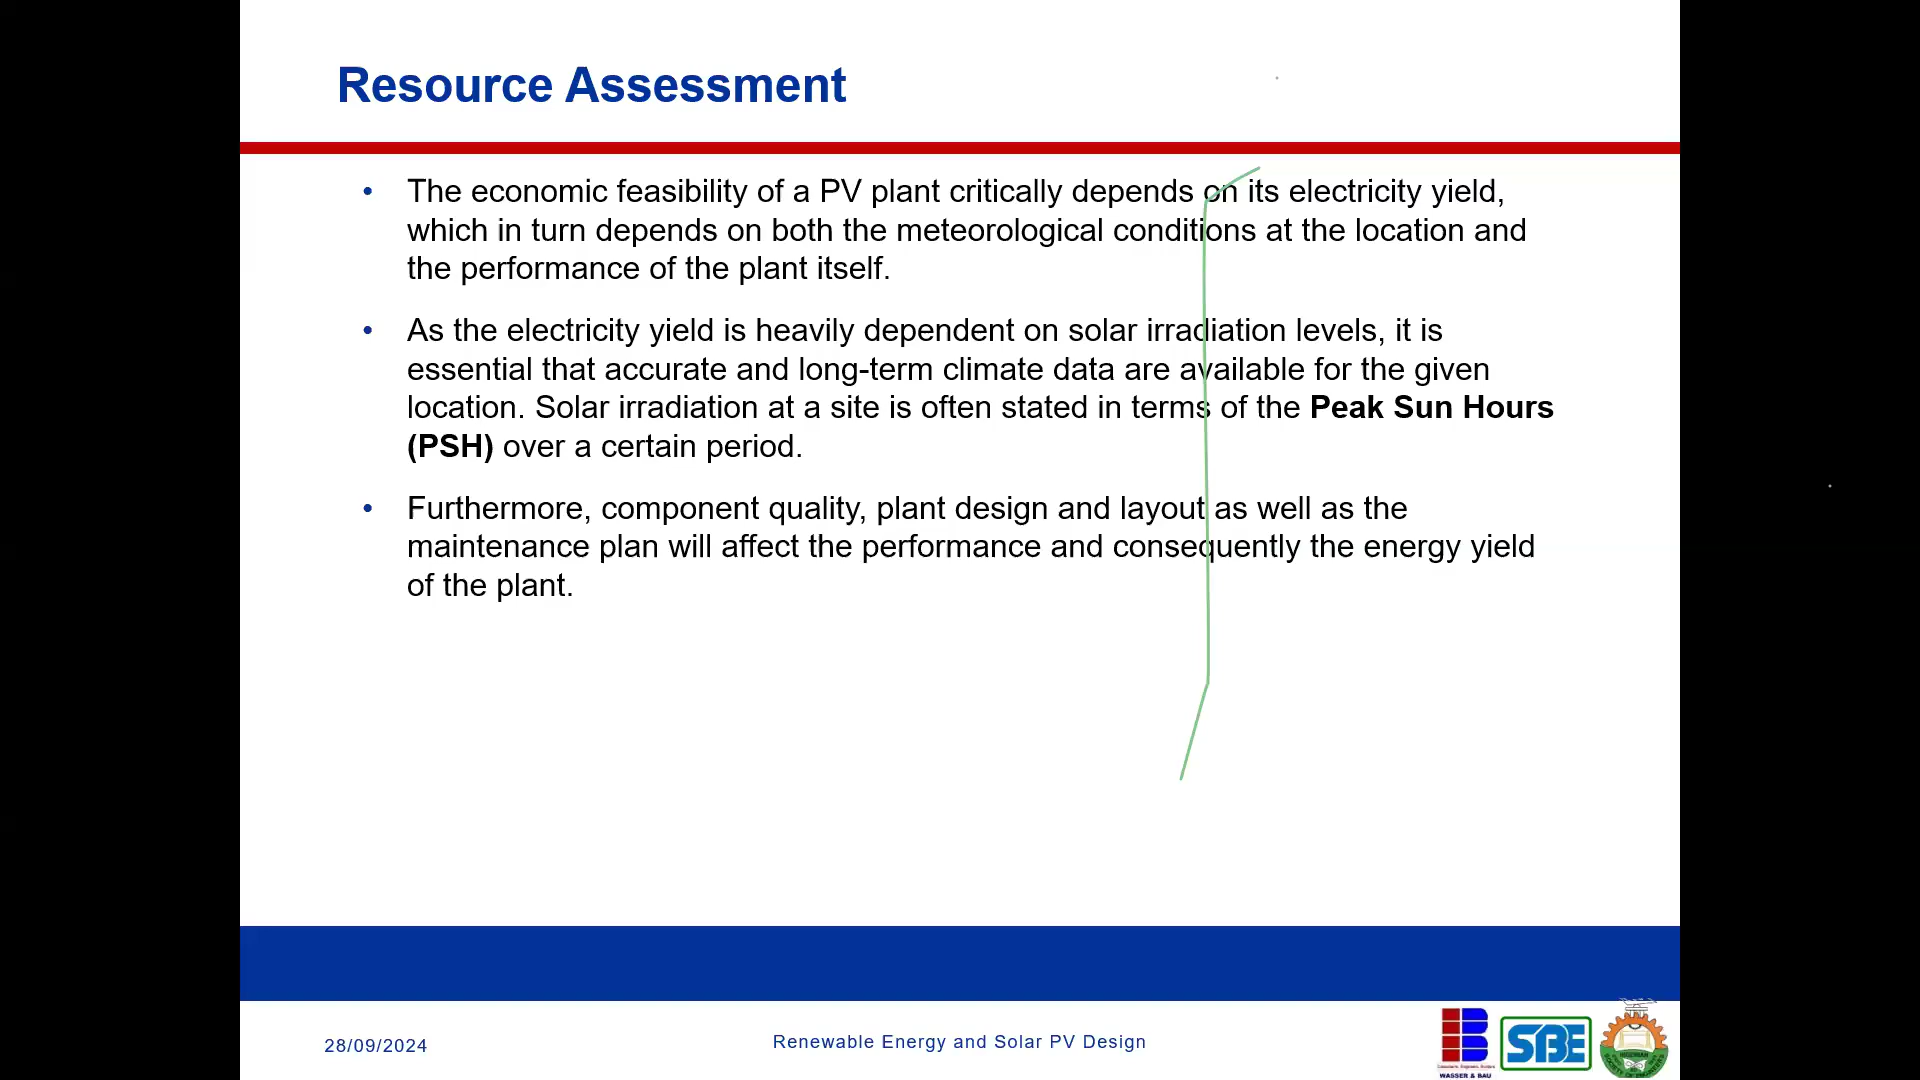 Resource Assessment
• The economic feasibility of a PV plant critically depends on its electricity yield,
which in turn depends on both the meteorological conditions at the location and
the performance of the plant itself.
• As the electricity yield is heavily dependent on solar irradiation levels, it is
essential that accurate and long-term climate data are available for the given
location. Solar irradiation at a site is often stated in terms of the Peak Sun Hours
(PSH) over a certain period.
• Furthermore, component quality, plant design and layout as well as the
maintenance plan will affect the performance and consequently the energy yield
of the plant.
28/09/2024
Renewable Energy and Solar PV Design
WASSER & BAU
SBE